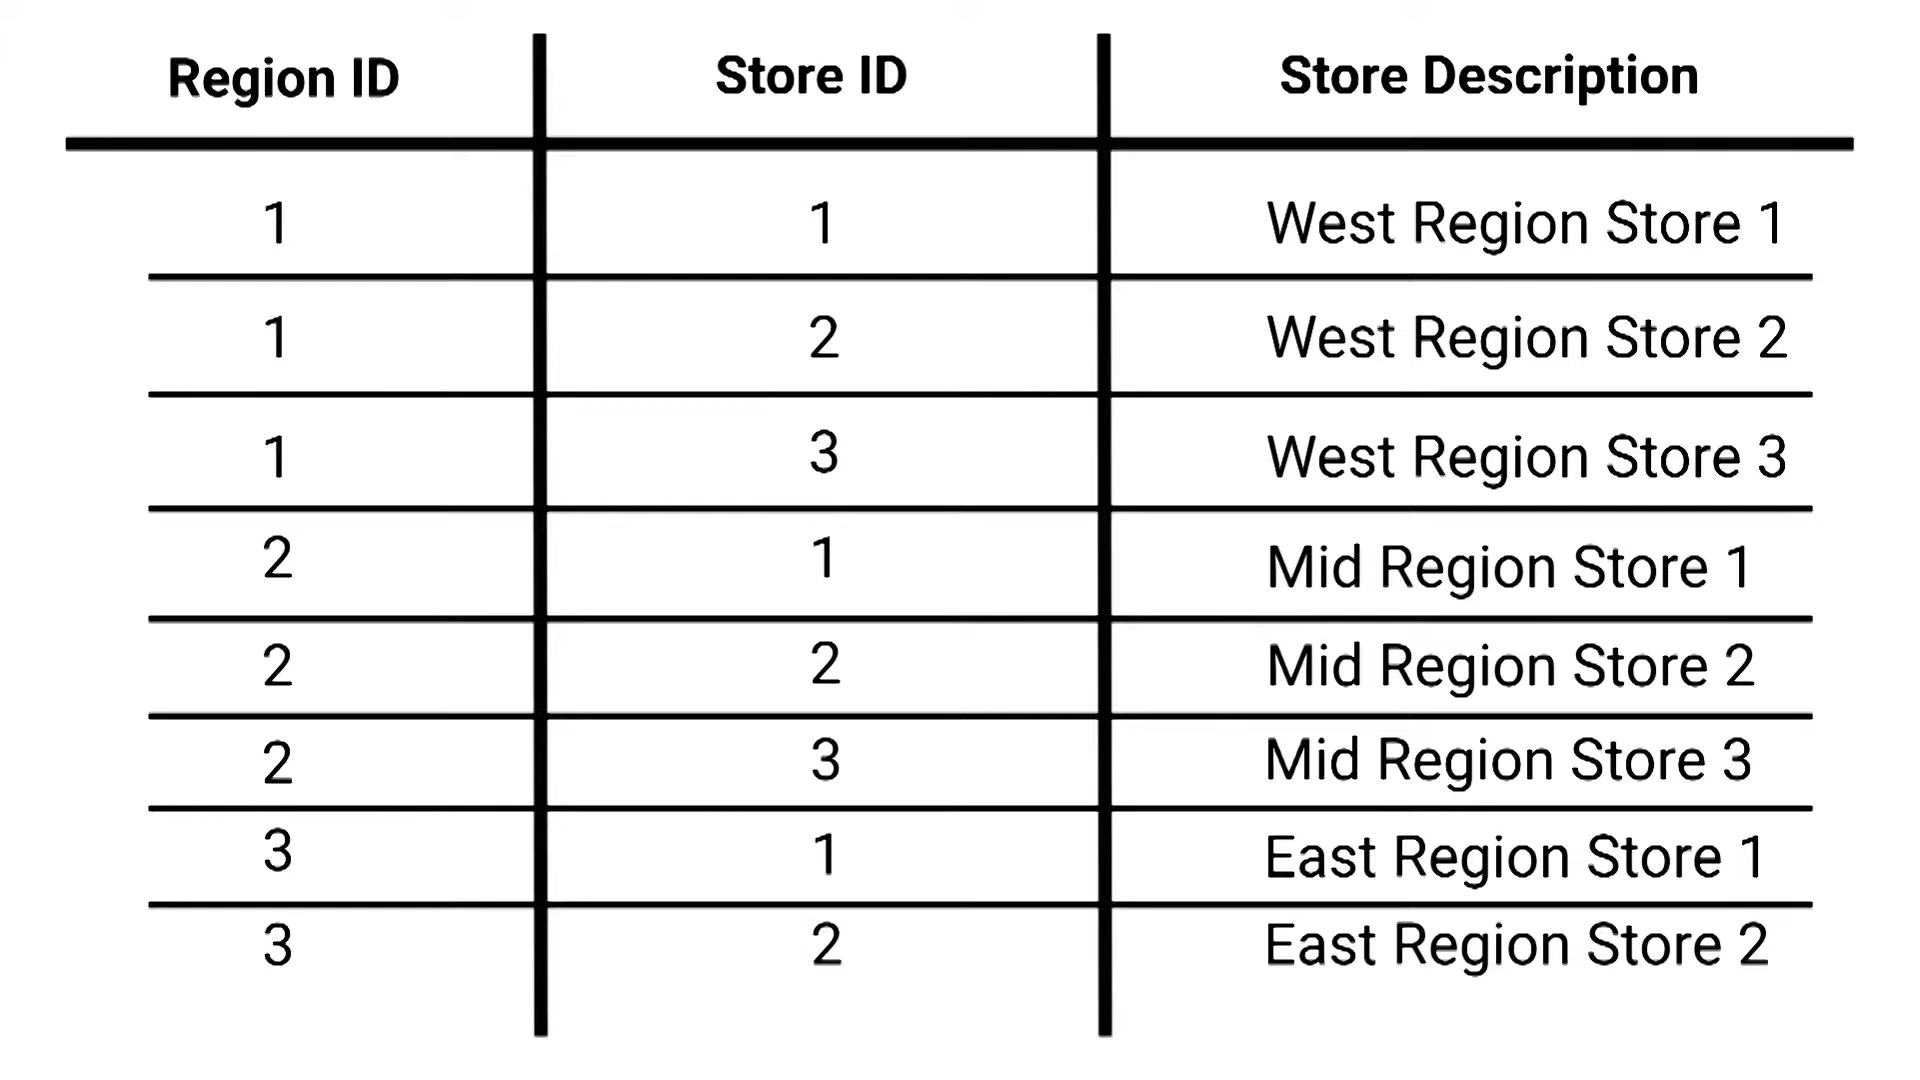 Region ID Store ID Store Description
1 1 West Region Store 1
1 2 West Region Store 2
1 3 West Region Store 3
2 1 Mid Region Store 1
2 2 Mid Region Store 2
2 3 Mid Region Store 3
3 1 East Region Store 1
3 2 East Region Store 2